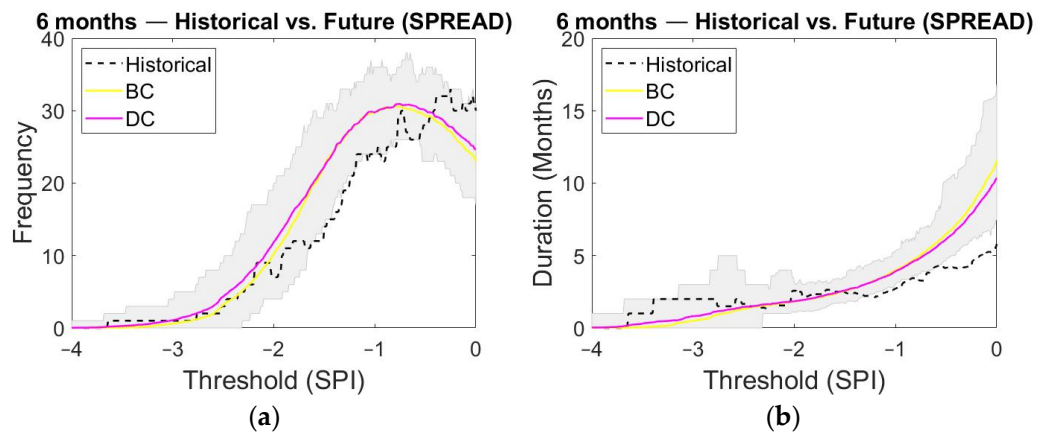 6 months — Historical vs. Future (SPREAD)
40
30
20
10
0
Frequency
Historical
BC
DC
−4 −3 −2 −1 0
Threshold (SPI)
(a)
6 months — Historical vs. Future (SPREAD)
20
15
10
5
0
Duration (Months)
Historical
BC
DC
−4 −3 −2 −1 0
Threshold (SPI)
(b)